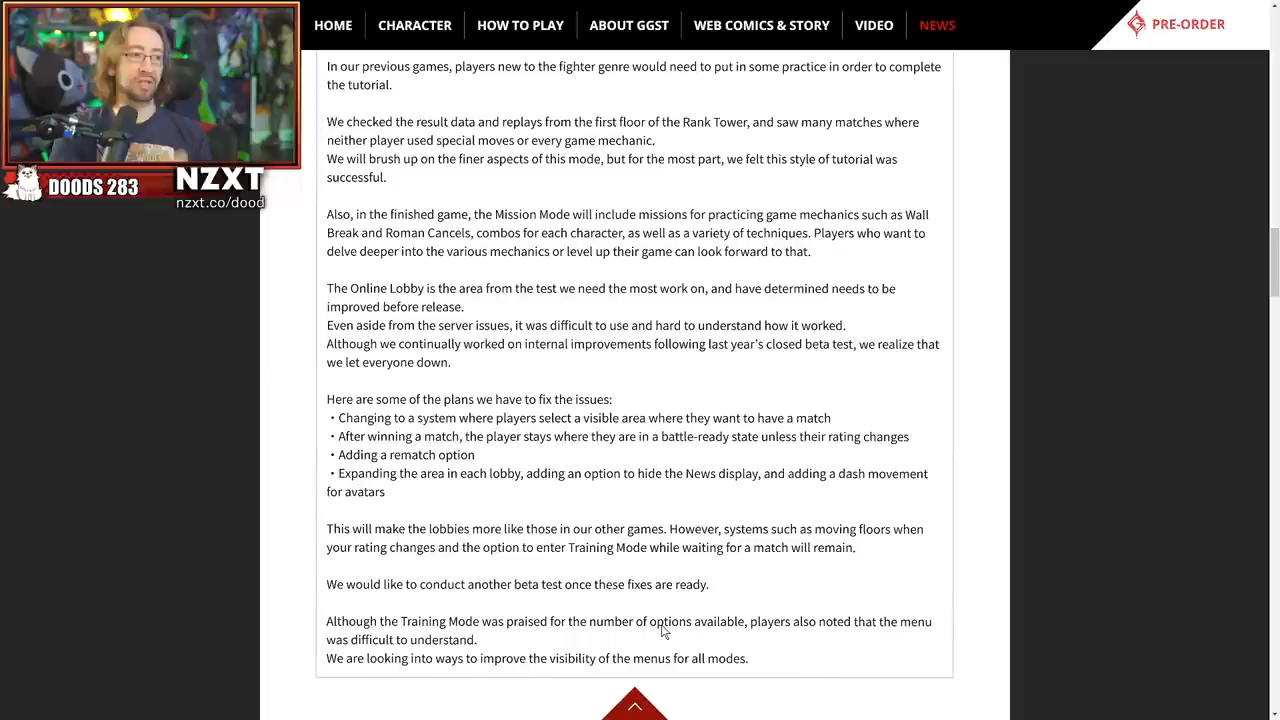 HOME
CHARACTER
HOW TO PLAY
ABOUT GGST
WEB COMICS & STORY
VIDEO
NEWS
PRE-ORDER
DOODS 283
NZXT
nzxt.co/dood
In our previous games, players new to the fighter genre would need to put in some practice in order to complete
the tutorial.
We checked the result data and replays from the first floor of the Rank Tower, and saw many matches where
neither player used special moves or every game mechanic.
We will brush up on the finer aspects of this mode, but for the most part, we felt this style of tutorial was
successful.
Also, in the finished game, the Mission Mode will include missions for practicing game mechanics such as Wall
Break and Roman Cancels, combos for each character, as well as a variety of techniques. Players who want to
delve deeper into the various mechanics or level up their game can look forward to that.
The Online Lobby is the area from the test we need the most work on, and have determined needs to be
improved before release.
Even aside from the server issues, it was difficult to use and hard to understand how it worked.
Although we continually worked on internal improvements following last year's closed beta test, we realize that
we let everyone down.
Here are some of the plans we have to fix the issues:
・Changing to a system where players select a visible area where they want to have a match
・After winning a match, the player stays where they are in a battle-ready state unless their rating changes
・Adding a rematch option
・Expanding the area in each lobby, adding an option to hide the News display, and adding a dash movement
for avatars
This will make the lobbies more like those in our other games. However, systems such as moving floors when
your rating changes and the option to enter Training Mode while waiting for a match will remain.
We would like to conduct another beta test once these fixes are ready.
Although the Training Mode was praised for the number of options available, players also noted that the menu
was difficult to understand.
We are looking into ways to improve the visibility of the menus for all modes.